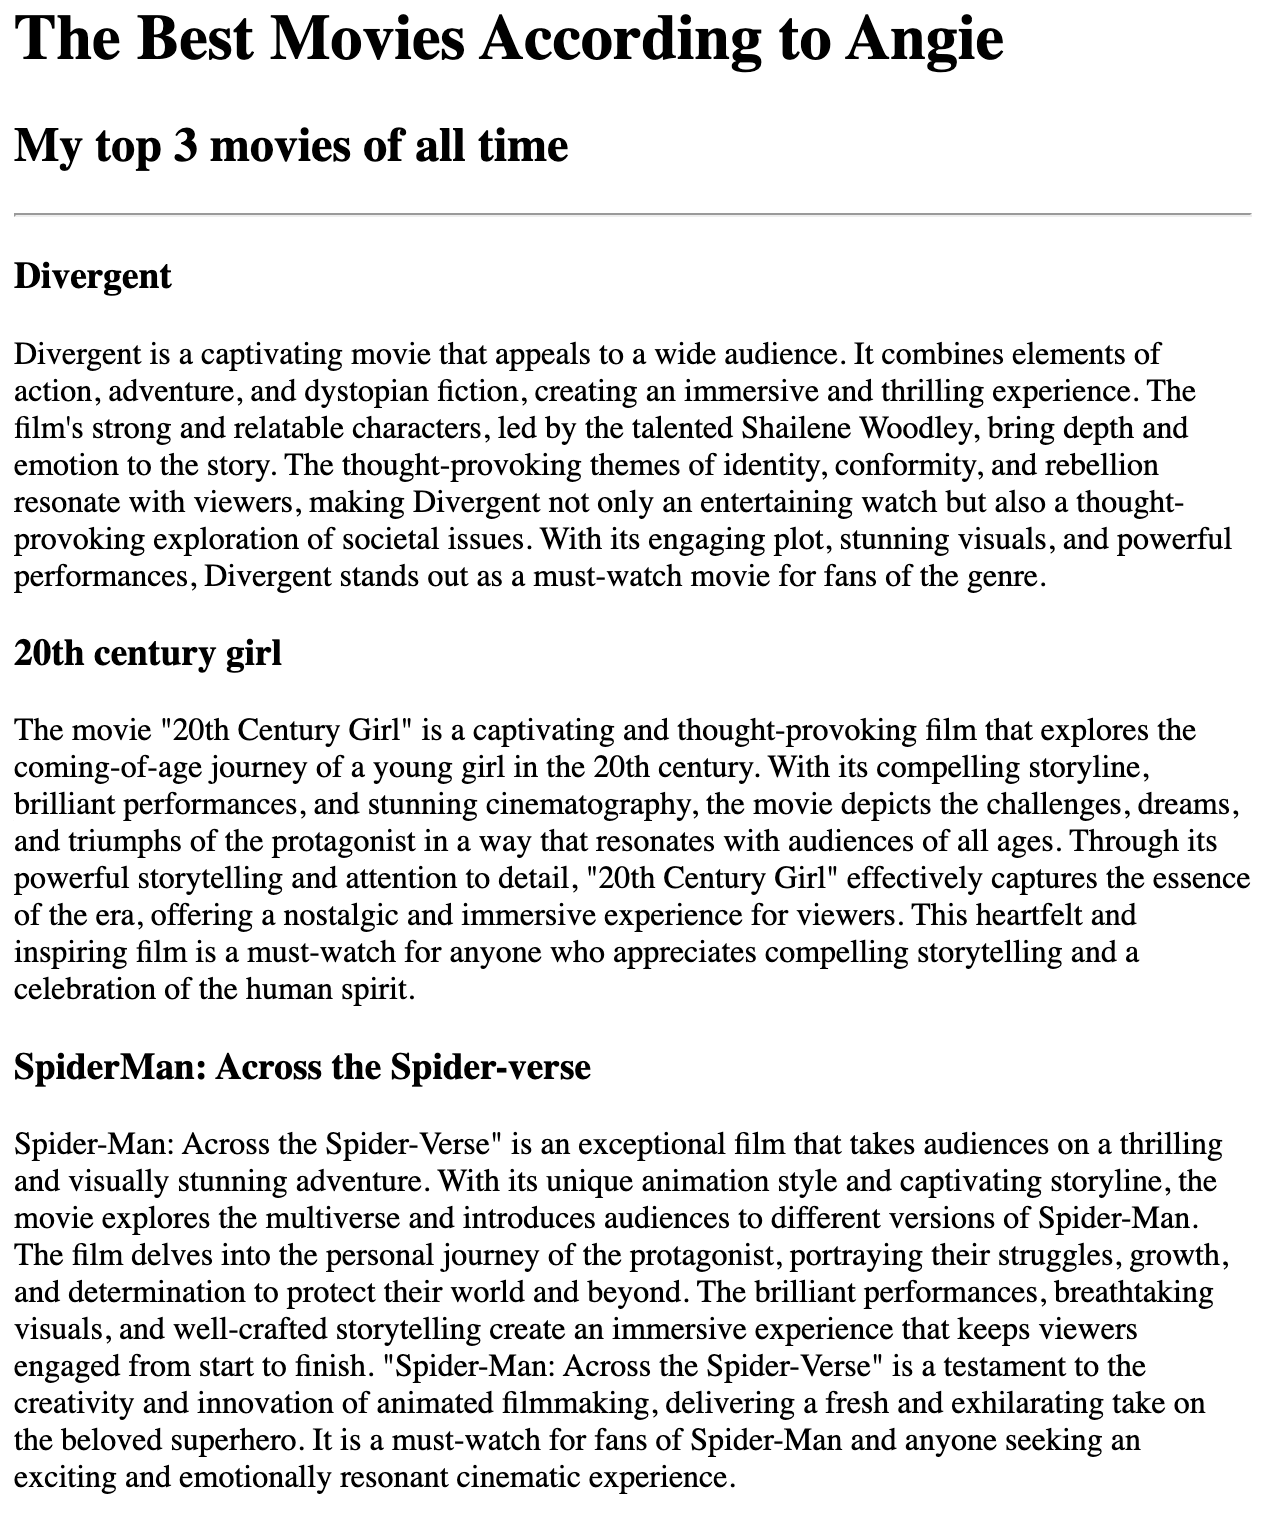 The Best Movies According to Angie
My top 3 movies of all time
Divergent
Divergent is a captivating movie that appeals to a wide audience. It combines elements of
action, adventure, and dystopian fiction, creating an immersive and thrilling experience. The
film's strong and relatable characters, led by the talented Shailene Woodley, bring depth and
emotion to the story. The thought-provoking themes of identity, conformity, and rebellion
resonate with viewers, making Divergent not only an entertaining watch but also a thought-
provoking exploration of societal issues. With its engaging plot, stunning visuals, and powerful
performances, Divergent stands out as a must-watch movie for fans of the genre.
20th century girl
The movie "20th Century Girl" is a captivating and thought-provoking film that explores the
coming-of-age journey of a young girl in the 20th century. With its compelling storyline,
brilliant performances, and stunning cinematography, the movie depicts the challenges, dreams,
and triumphs of the protagonist in a way that resonates with audiences of all ages. Through its
powerful storytelling and attention to detail, "20th Century Girl" effectively captures the essence
of the era, offering a nostalgic and immersive experience for viewers. This heartfelt and
inspiring film is a must-watch for anyone who appreciates compelling storytelling and a
celebration of the human spirit.
SpiderMan: Across the Spider-verse
Spider-Man: Across the Spider-Verse" is an exceptional film that takes audiences on a thrilling
and visually stunning adventure. With its unique animation style and captivating storyline, the
movie explores the multiverse and introduces audiences to different versions of Spider-Man.
The film delves into the personal journey of the protagonist, portraying their struggles, growth,
and determination to protect their world and beyond. The brilliant performances, breathtaking
visuals, and well-crafted storytelling create an immersive experience that keeps viewers
engaged from start to finish. "Spider-Man: Across the Spider-Verse" is a testament to the
creativity and innovation of animated filmmaking, delivering a fresh and exhilarating take on
the beloved superhero. It is a must-watch for fans of Spider-Man and anyone seeking an
exciting and emotionally resonant cinematic experience.